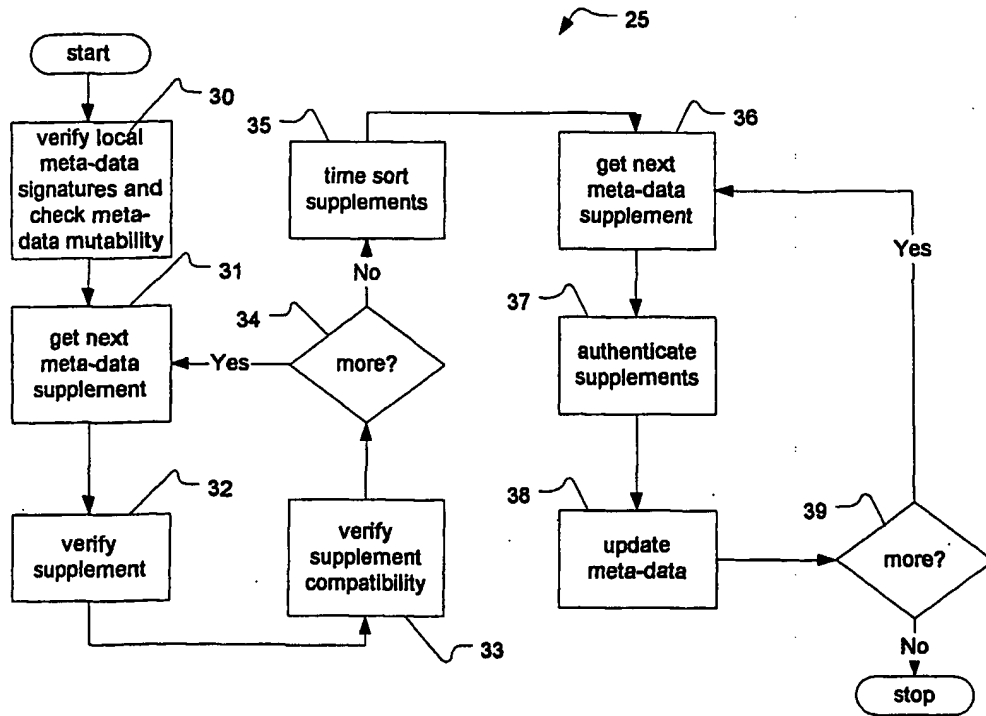 25
start
30
verify local
meta-data
signatures and
check meta-
data mutability
31
get next
meta-data
supplement
32
verify
supplement
33
verify
supplement
compatibility
34
more?
Yes
No
35
time sort
supplements
36
get next
meta-data
supplement
37
authenticate
supplements
38
update
meta-data
39
more?
Yes
No
stop